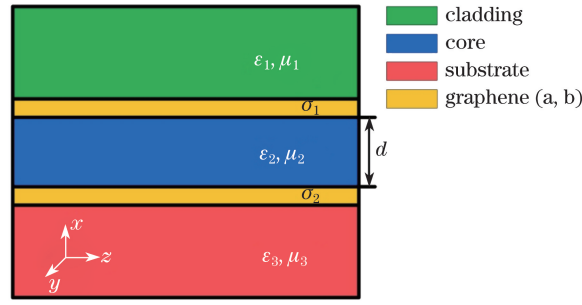 ε₁, μ₁
σ₁
ε₂, μ₂
d
σ₂
ε₃, μ₃
x
z
y
cladding
core
substrate
graphene (a, b)